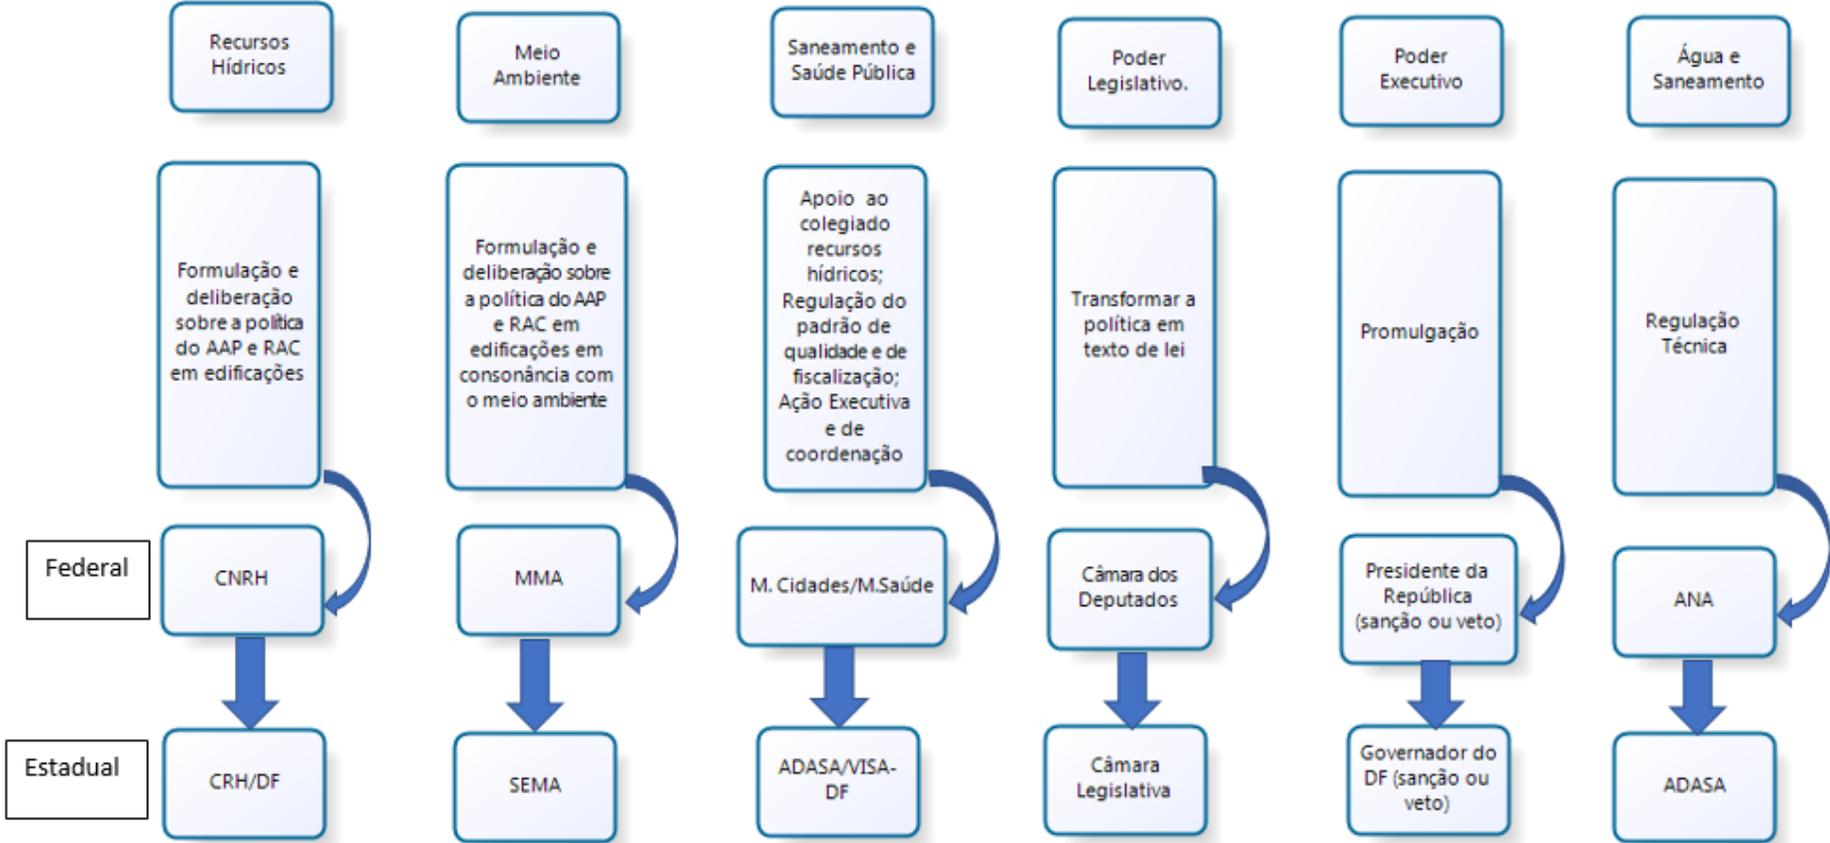 Recursos
Hídricos
Meio
Ambiente
Saneamento e
Saúde Pública
Poder
Legislativo.
Poder
Executivo
Água e
Saneamento
Formulação e
deliberação
sobre a política
do AAP e RAC
em edificações
Formulação e
deliberação sobre
a política do AAP
e RAC em
edificações em
consonância com
o meio ambiente
Apoio ao
colegiado
recursos
hídricos;
Regulação do
padrão de
qualidade e de
fiscalização;
Ação Executiva
e de
coordenação
Transformar a
política em
texto de lei
Promulgação
Regulação
Técnica
Federal
CNRH
MMA
M. Cidades/M.Saúde
Câmara dos
Deputados
Presidente da
República
(sanção ou veto)
ANA
Estadual
CRH/DF
SEMA
ADASA/VISA-
DF
Câmara
Legislativa
Governador do
DF (sanção ou
veto)
ADASA